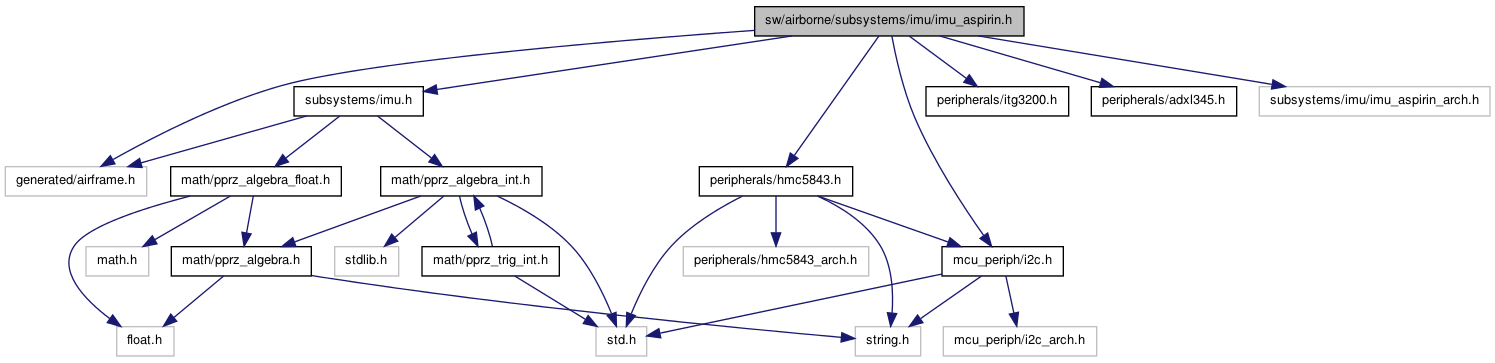 sw/airborne/subsystems/imu/imu_aspirin.h
subsystems/imu.h
peripherals/itg3200.h
peripherals/adxl345.h
subsystems/imu/imu_aspirin_arch.h
generated/airframe.h
math/pprz_algebra_float.h
math/pprz_algebra_int.h
peripherals/hmc5843.h
math.h
math/pprz_algebra.h
stdlib.h
math/pprz_trig_int.h
peripherals/hmc5843_arch.h
mcu_periph/i2c.h
float.h
std.h
string.h
mcu_periph/i2c_arch.h